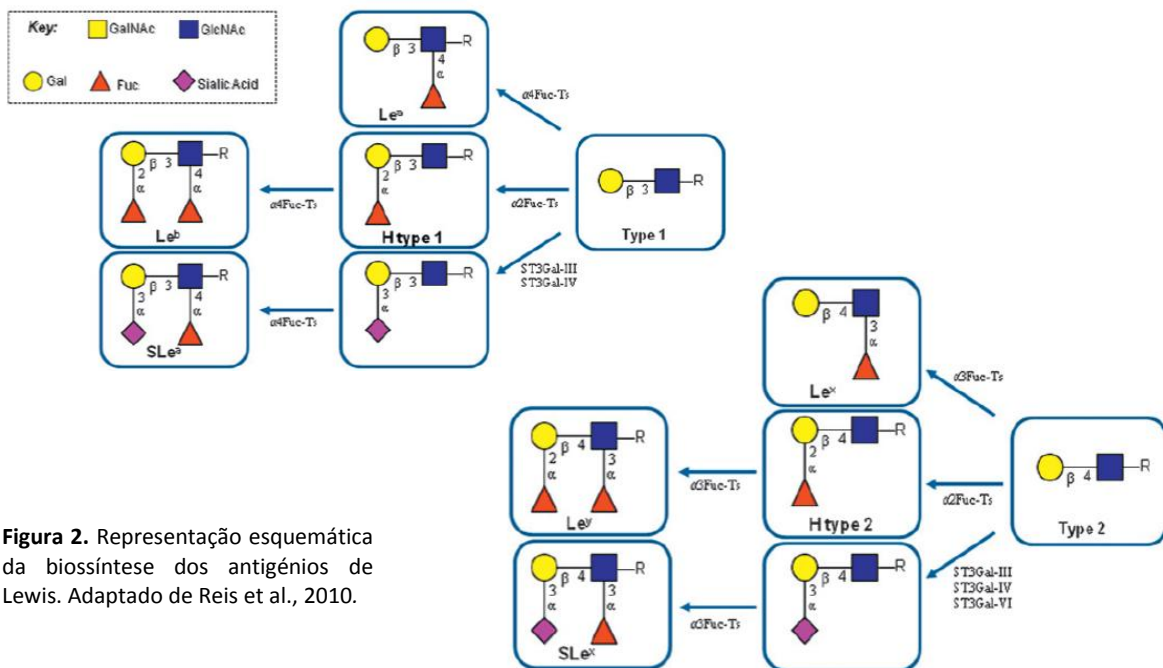 Key: GalNAc GlcNAc
Gal Fuc Sialic Acid
β 3 4 α R
Leᵃ
α4Fuc-Ts
β 3 R
2 α 4 α
Leᵇ
α4Fuc-Ts
β 3 R
2 α
H type 1
α2Fuc-Ts
β 3 R
Type 1
β 3 R
3 α 4 α
SLeᵃ
α4Fuc-Ts
β 3 R
3 α
ST3Gal-III
ST3Gal-IV
β 4 R
3 α
Leˣ
α3Fuc-Ts
β 4 R
2 α 3 α
Leʸ
α3Fuc-Ts
β 4 R
2 α
H type 2
α2Fuc-Ts
β 4 R
Type 2
β 4 R
3 α 3 α
SLeˣ
α3Fuc-Ts
β 4 R
3 α
ST3Gal-III
ST3Gal-IV
ST3Gal-VI
Figura 2. Representação esquemática
da biossíntese dos antigénios de
Lewis. Adaptado de Reis et al., 2010.